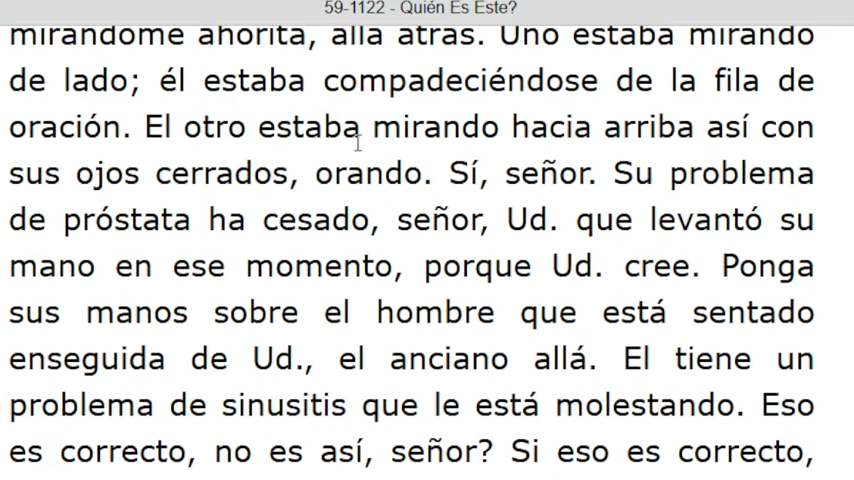 59-1122 - Quién Es Este?
mirándome ahorita, allá atrás. Uno estaba mirando
de lado; él estaba compadeciéndose de la fila de
oración. El otro estaba mirando hacia arriba así con
sus ojos cerrados, orando. Sí, señor. Su problema
de próstata ha cesado, señor, Ud. que levantó su
mano en ese momento, porque Ud. cree. Ponga
sus manos sobre el hombre que está sentado
enseguida de Ud., el anciano allá. El tiene un
problema de sinusitis que le está molestando. Eso
es correcto, no es así, señor? Si eso es correcto,